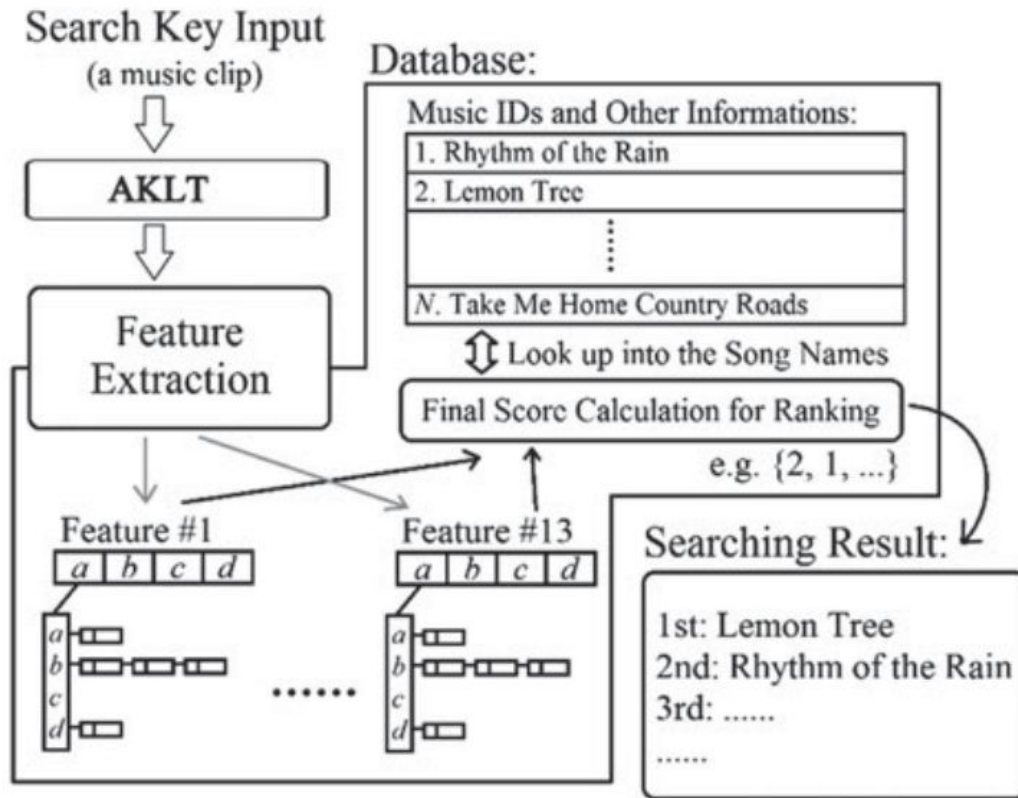 Search Key Input
(a music clip)
AKLT
Feature
Extraction
Database:
Music IDs and Other Informations:
1. Rhythm of the Rain
2. Lemon Tree
⋮
N. Take Me Home Country Roads
Look up into the Song Names
Final Score Calculation for Ranking
e.g. {2, 1, ...}
Feature #1
a b c d
a
b
c
d
......
Feature #13
a b c d
a
b
c
d
Searching Result:
1st: Lemon Tree
2nd: Rhythm of the Rain
3rd: ......
......